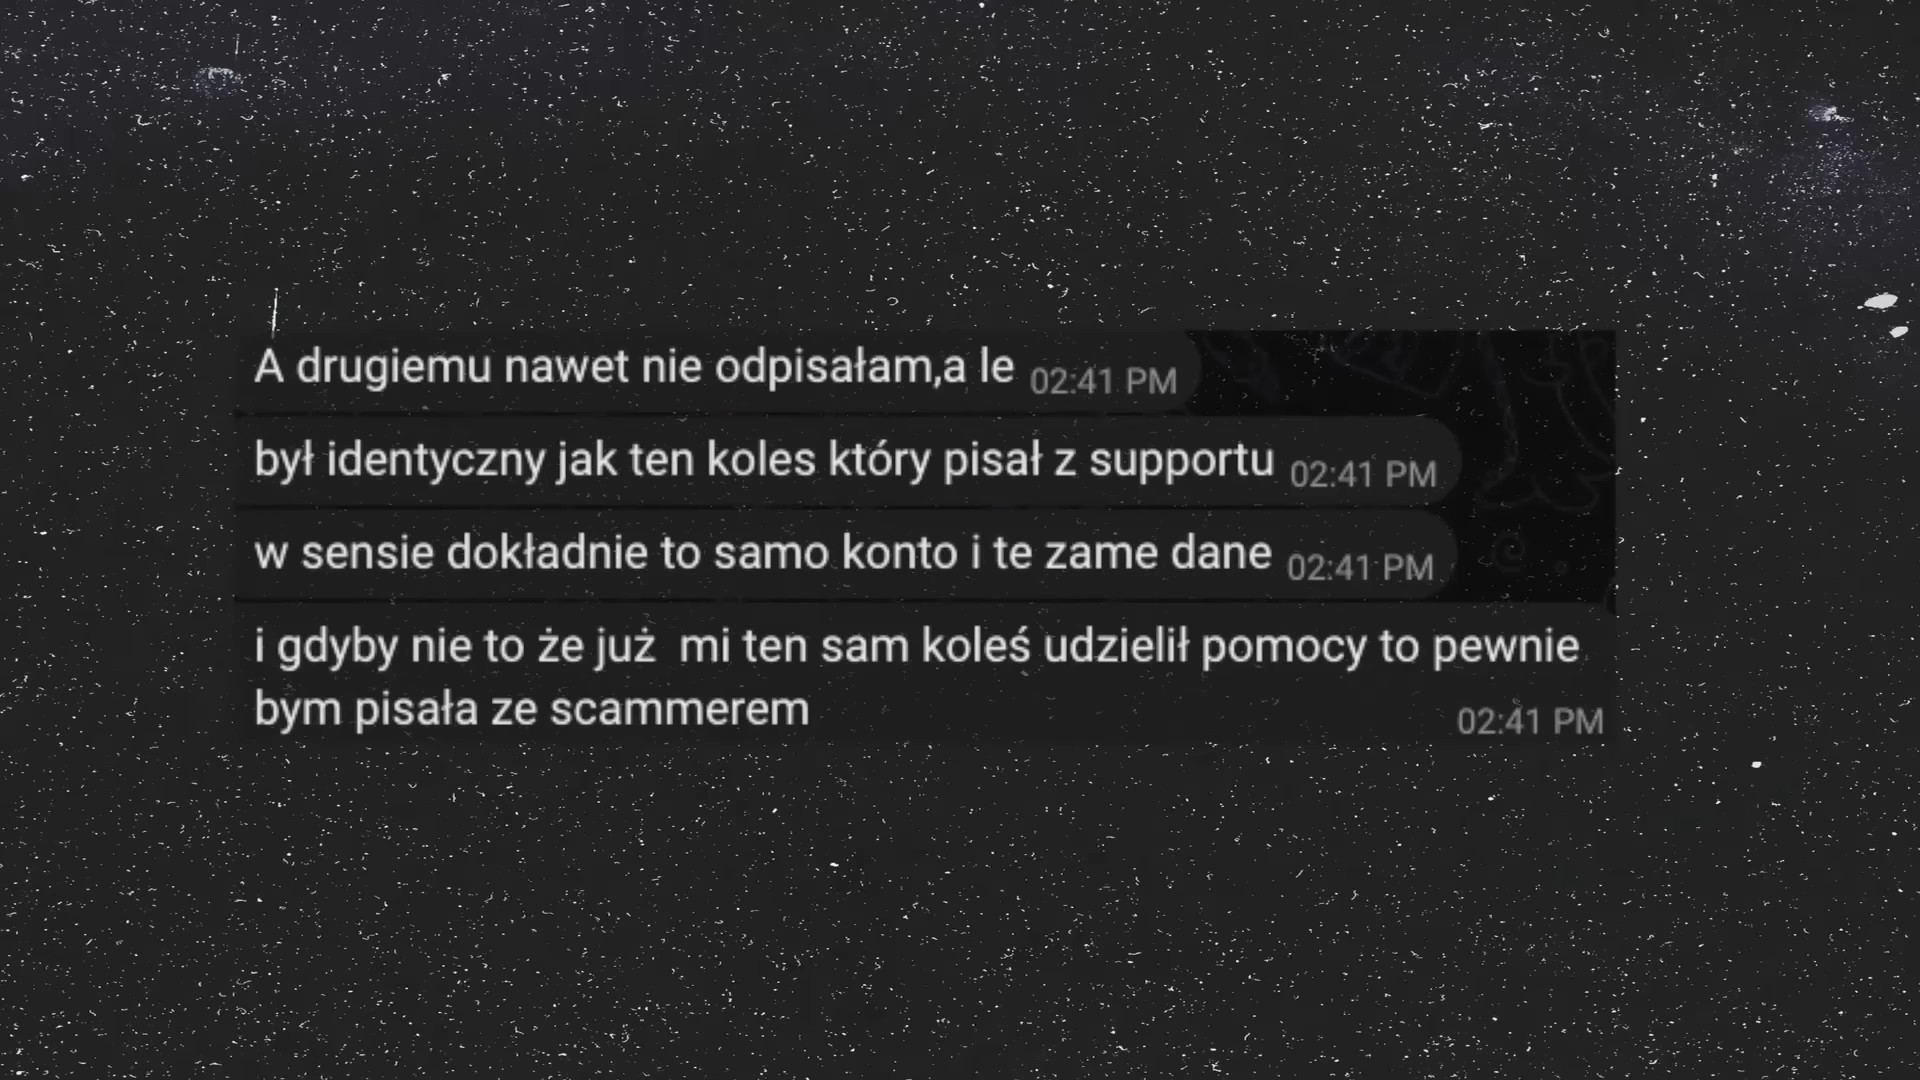 A drugiemu nawet nie odpisałam,a le 02:41 PM
był identyczny jak ten koles który pisał z supportu 02:41 PM
w sensie dokładnie to samo konto i te zame dane 02:41 PM
i gdyby nie to że już  mi ten sam koleś udzielił pomocy to pewnie
bym pisała ze scammerem 02:41 PM